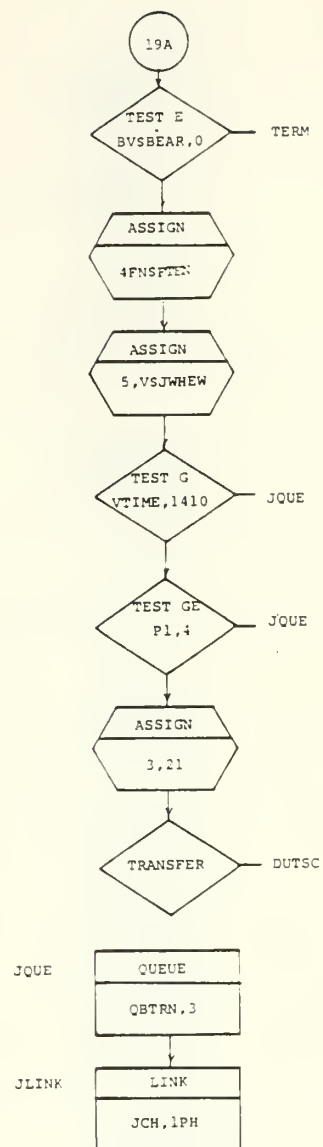 19A
TEST E
BVSBEAR,0
TERM
ASSIGN
4FNSFTEN
ASSIGN
5,VSJWHEW
TEST G
VTIME,1410
JQUE
TEST GE
P1,4
JQUE
ASSIGN
3,21
TRANSFER
DUTSC
JQUE
QUEUE
QBTRN,3
JLINK
LINK
JCH,1PH